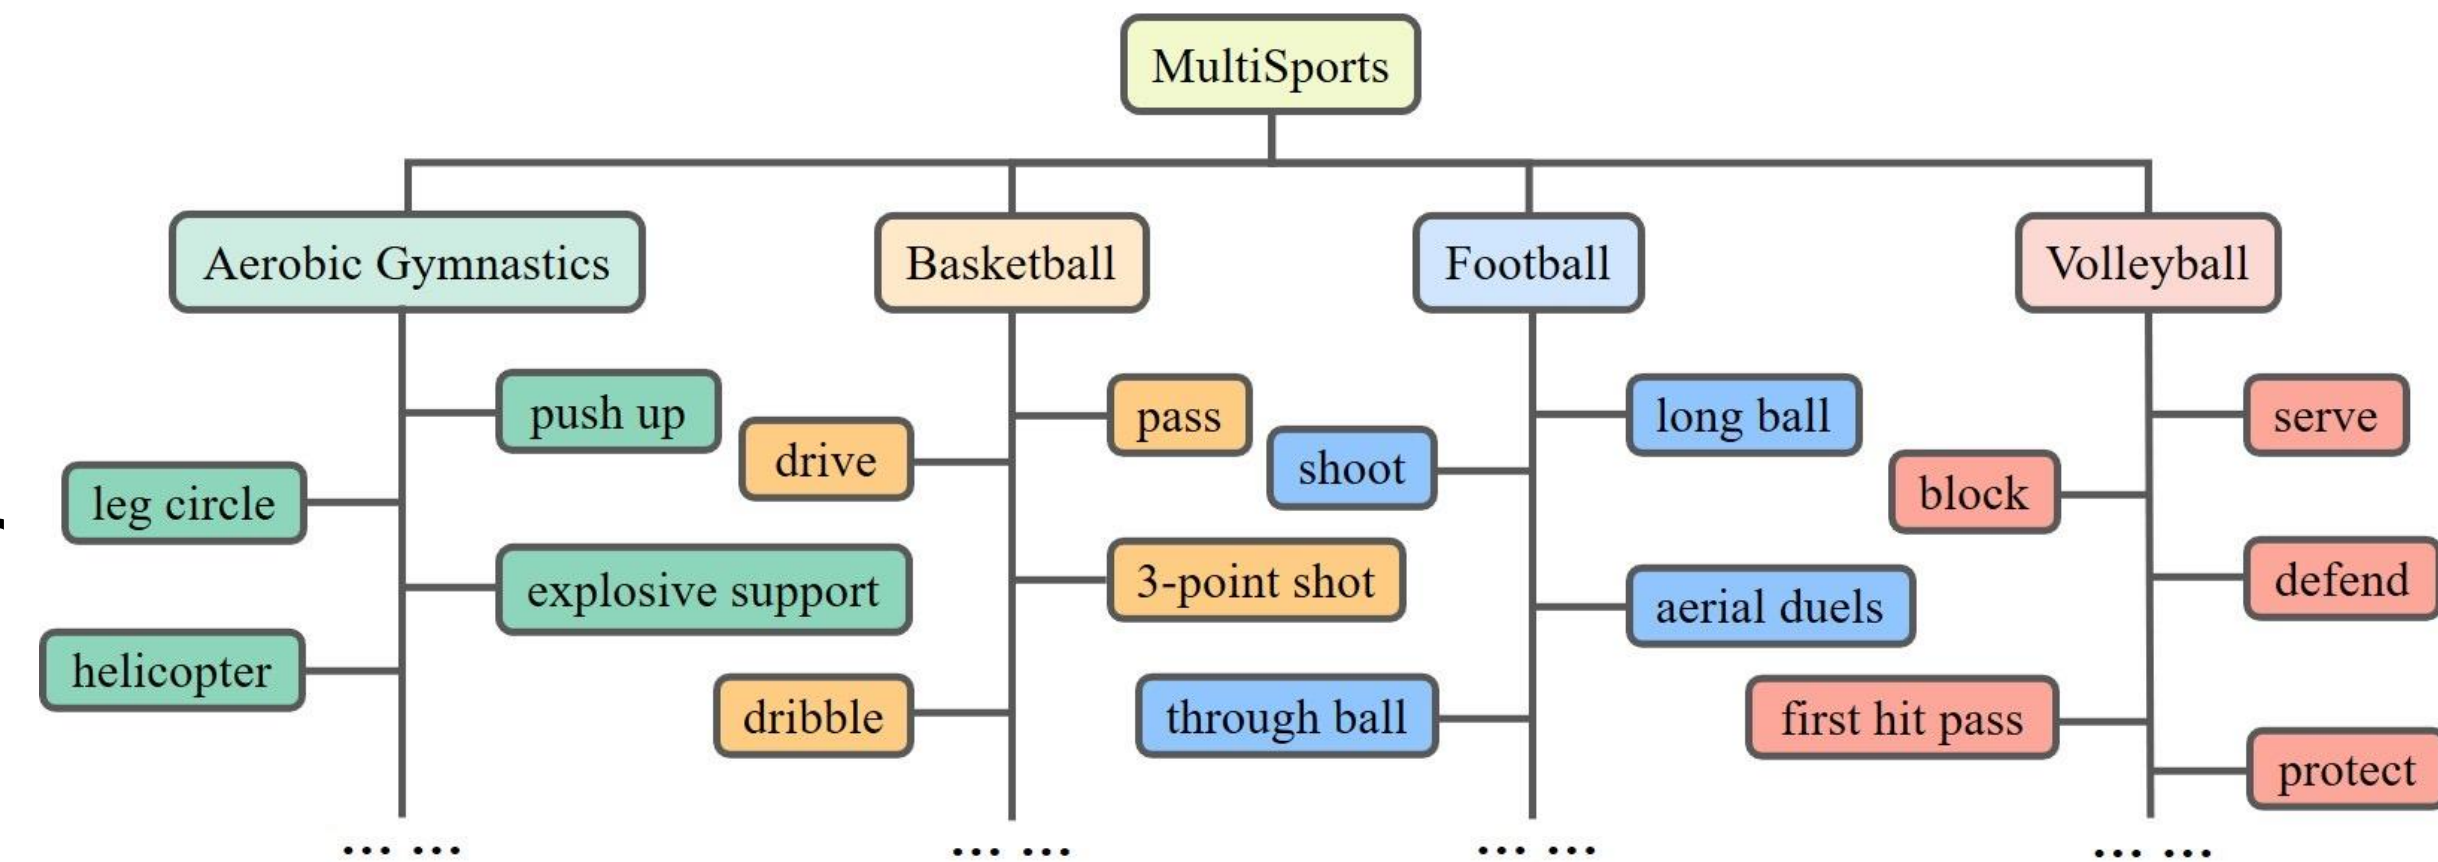 MultiSports
Aerobic Gymnastics
Basketball
Football
Volleyball
push up
leg circle
explosive support
helicopter
pass
drive
3-point shot
dribble
long ball
shoot
aerial duels
through ball
serve
block
defend
first hit pass
protect
... ...
... ...
... ...
... ...